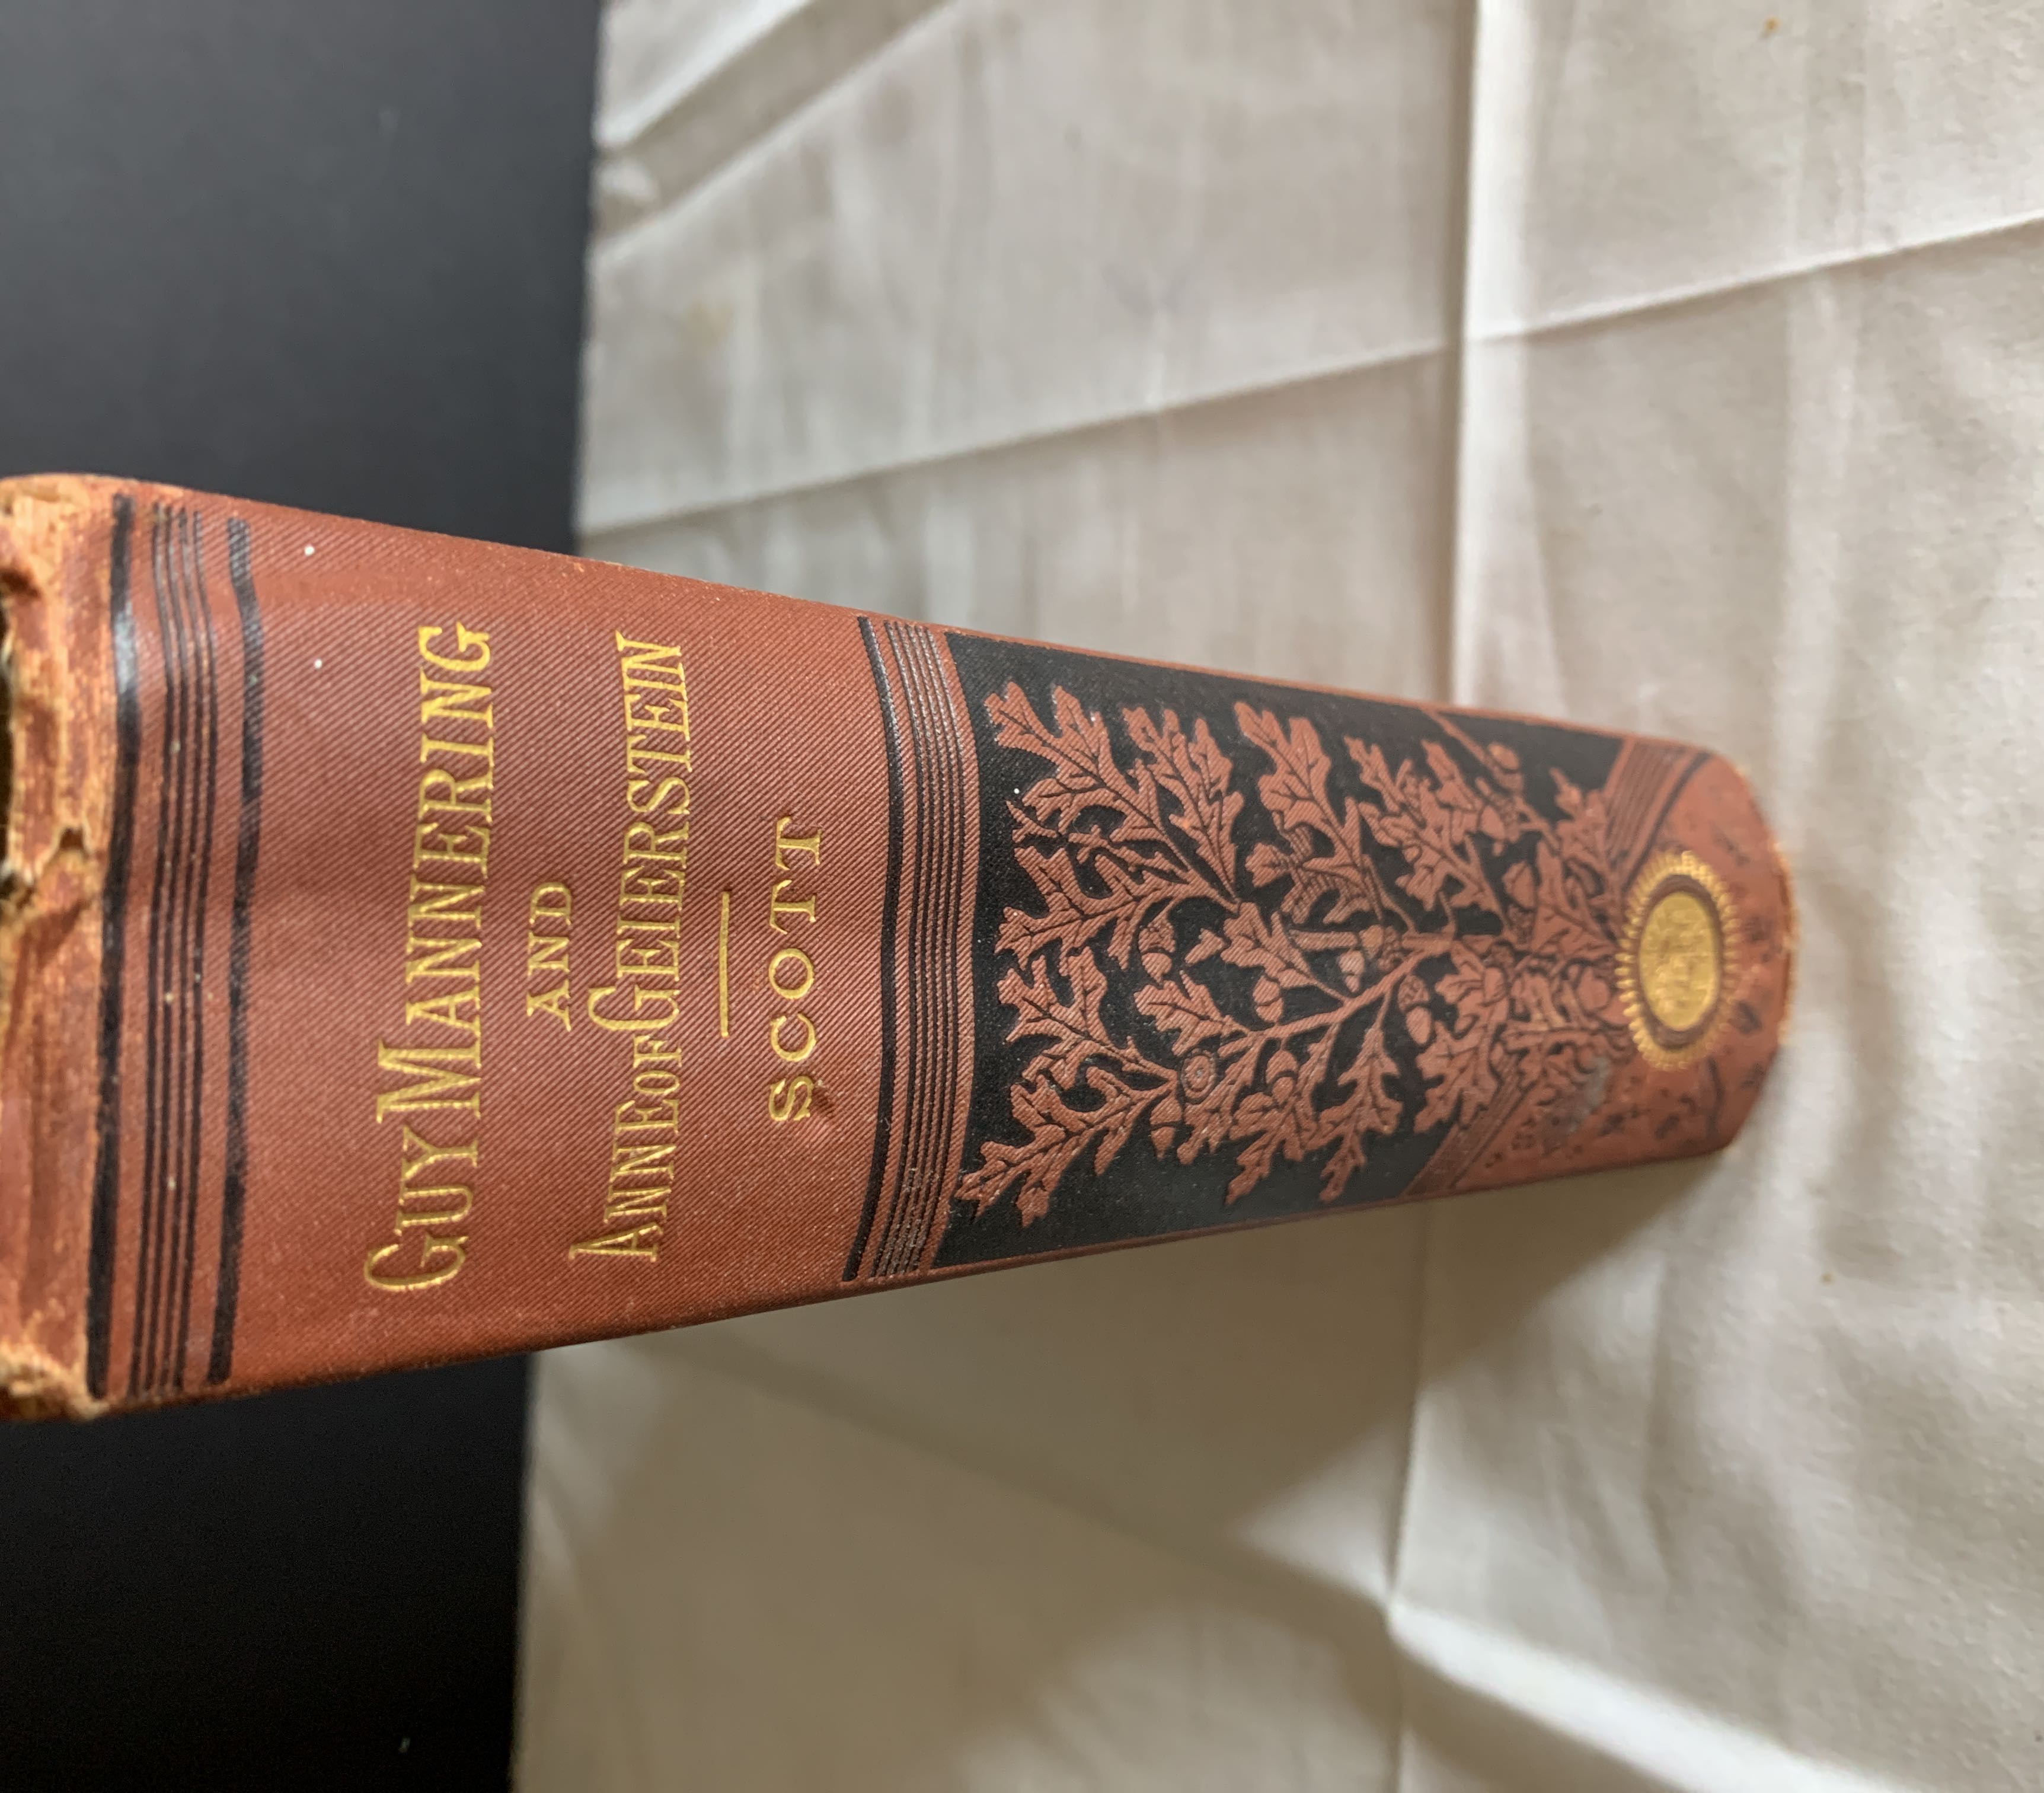 GUY MANNERING
AND
ANNE OF GEIERSTEIN
SCOTT